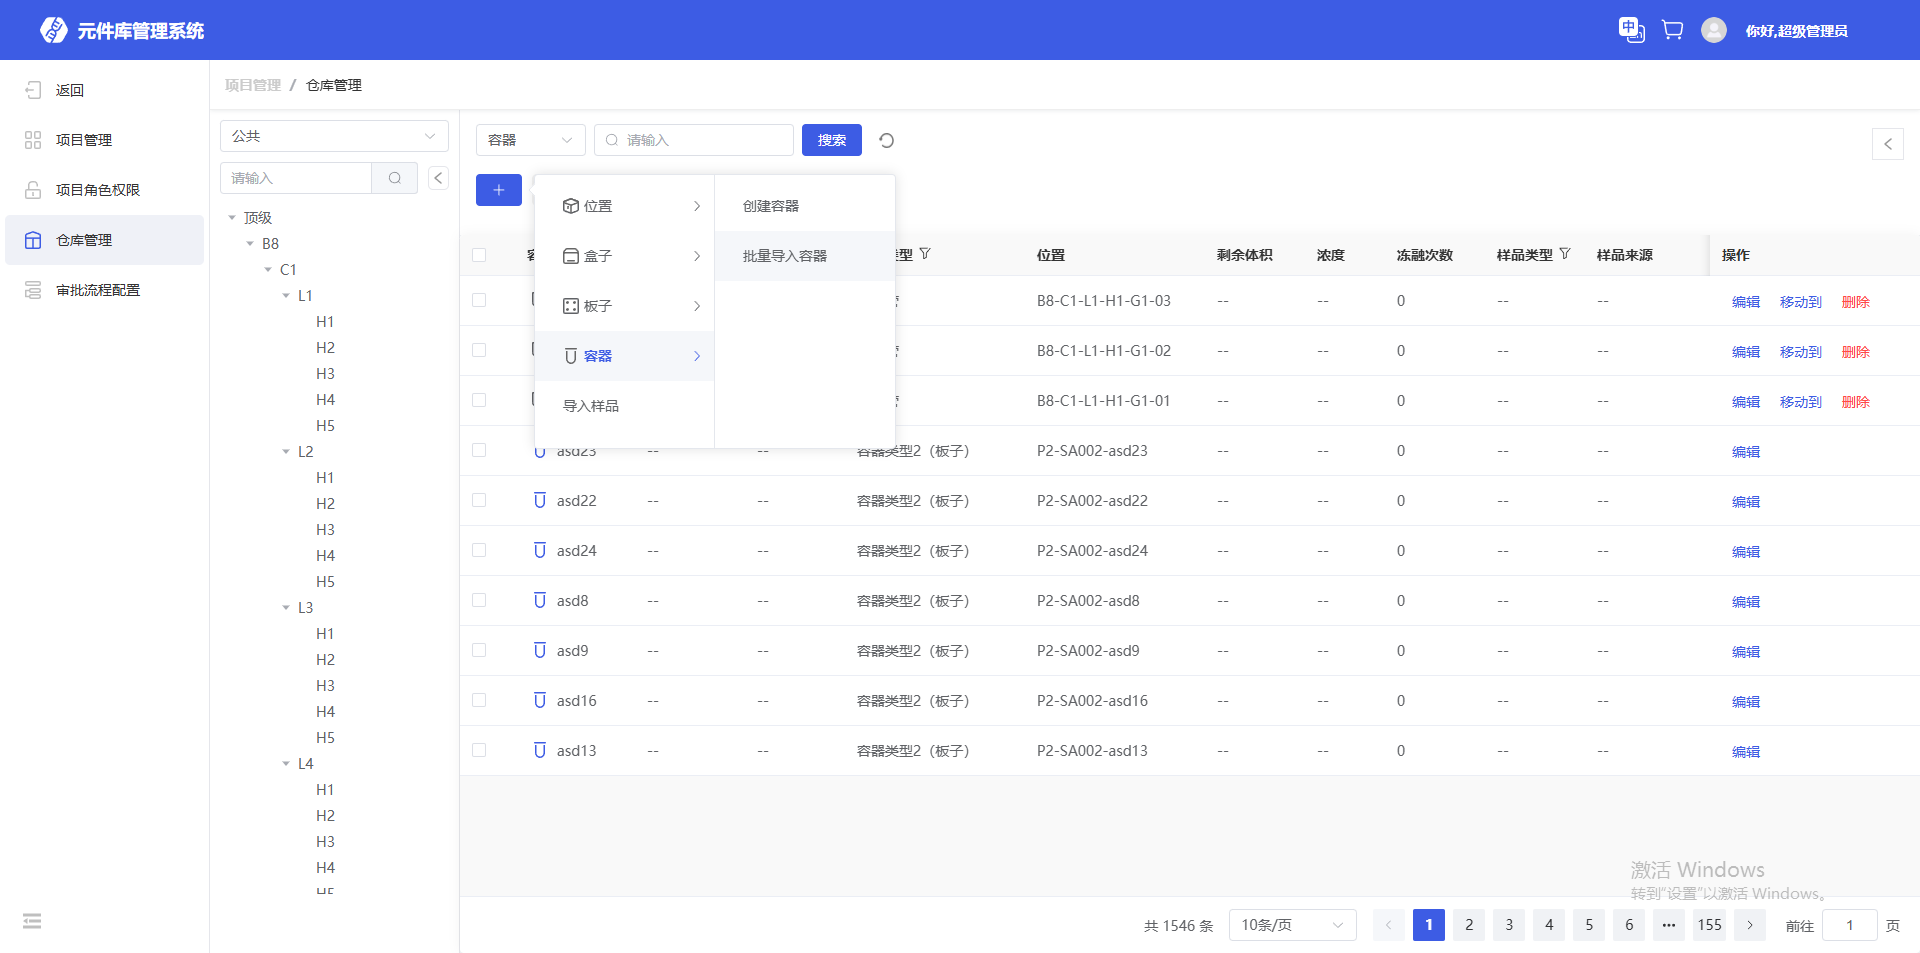 元件库管理系统
中
你好,超级管理员
返回
项目管理
项目角色权限
仓库管理
审批流程配置
项目管理 / 仓库管理
公共
请输入
顶级
B8
C1
L1
H1
H2
H3
H4
H5
L2
H1
H2
H3
H4
H5
L3
H1
H2
H3
H4
H5
L4
H1
H2
H3
H4
H5
容器
请输入
搜索
位置
盒子
板子
容器
导入样品
创建容器
批量导入容器
型 位置 剩余体积 浓度 冻融次数 样品类型 样品来源 操作
B8-C1-L1-H1-G1-03 -- -- 0 -- -- 编辑 移动到 删除
B8-C1-L1-H1-G1-02 -- -- 0 -- -- 编辑 移动到 删除
B8-C1-L1-H1-G1-01 -- -- 0 -- -- 编辑 移动到 删除
asd23 -- -- 容器类型2（板子） P2-SA002-asd23 -- -- 0 -- -- 编辑
asd22 -- -- 容器类型2（板子） P2-SA002-asd22 -- -- 0 -- -- 编辑
asd24 -- -- 容器类型2（板子） P2-SA002-asd24 -- -- 0 -- -- 编辑
asd8 -- -- 容器类型2（板子） P2-SA002-asd8 -- -- 0 -- -- 编辑
asd9 -- -- 容器类型2（板子） P2-SA002-asd9 -- -- 0 -- -- 编辑
asd16 -- -- 容器类型2（板子） P2-SA002-asd16 -- -- 0 -- -- 编辑
asd13 -- -- 容器类型2（板子） P2-SA002-asd13 -- -- 0 -- -- 编辑
激活 Windows
转到“设置”以激活 Windows。
共 1546 条 10条/页 1 2 3 4 5 6 ••• 155 前往 1 页